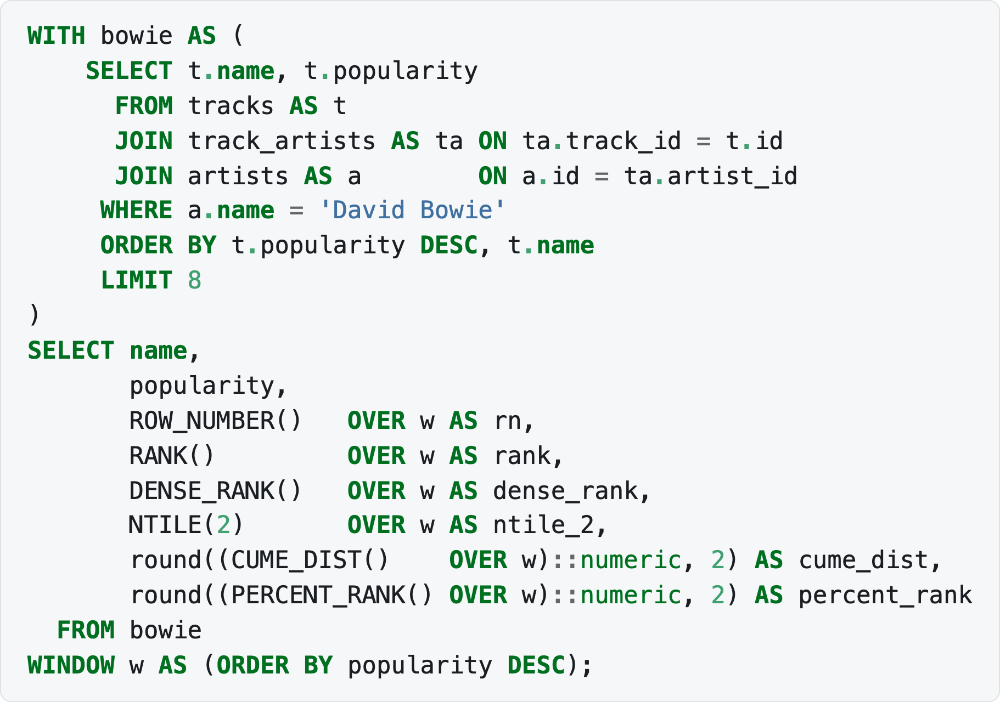 WITH bowie AS (
    SELECT t.name, t.popularity
      FROM tracks AS t
      JOIN track_artists AS ta ON ta.track_id = t.id
      JOIN artists AS a        ON a.id = ta.artist_id
     WHERE a.name = 'David Bowie'
     ORDER BY t.popularity DESC, t.name
     LIMIT 8
)
SELECT name,
       popularity,
       ROW_NUMBER()   OVER w AS rn,
       RANK()         OVER w AS rank,
       DENSE_RANK()   OVER w AS dense_rank,
       NTILE(2)       OVER w AS ntile_2,
       round((CUME_DIST()    OVER w)::numeric, 2) AS cume_dist,
       round((PERCENT_RANK() OVER w)::numeric, 2) AS percent_rank
  FROM bowie
WINDOW w AS (ORDER BY popularity DESC);